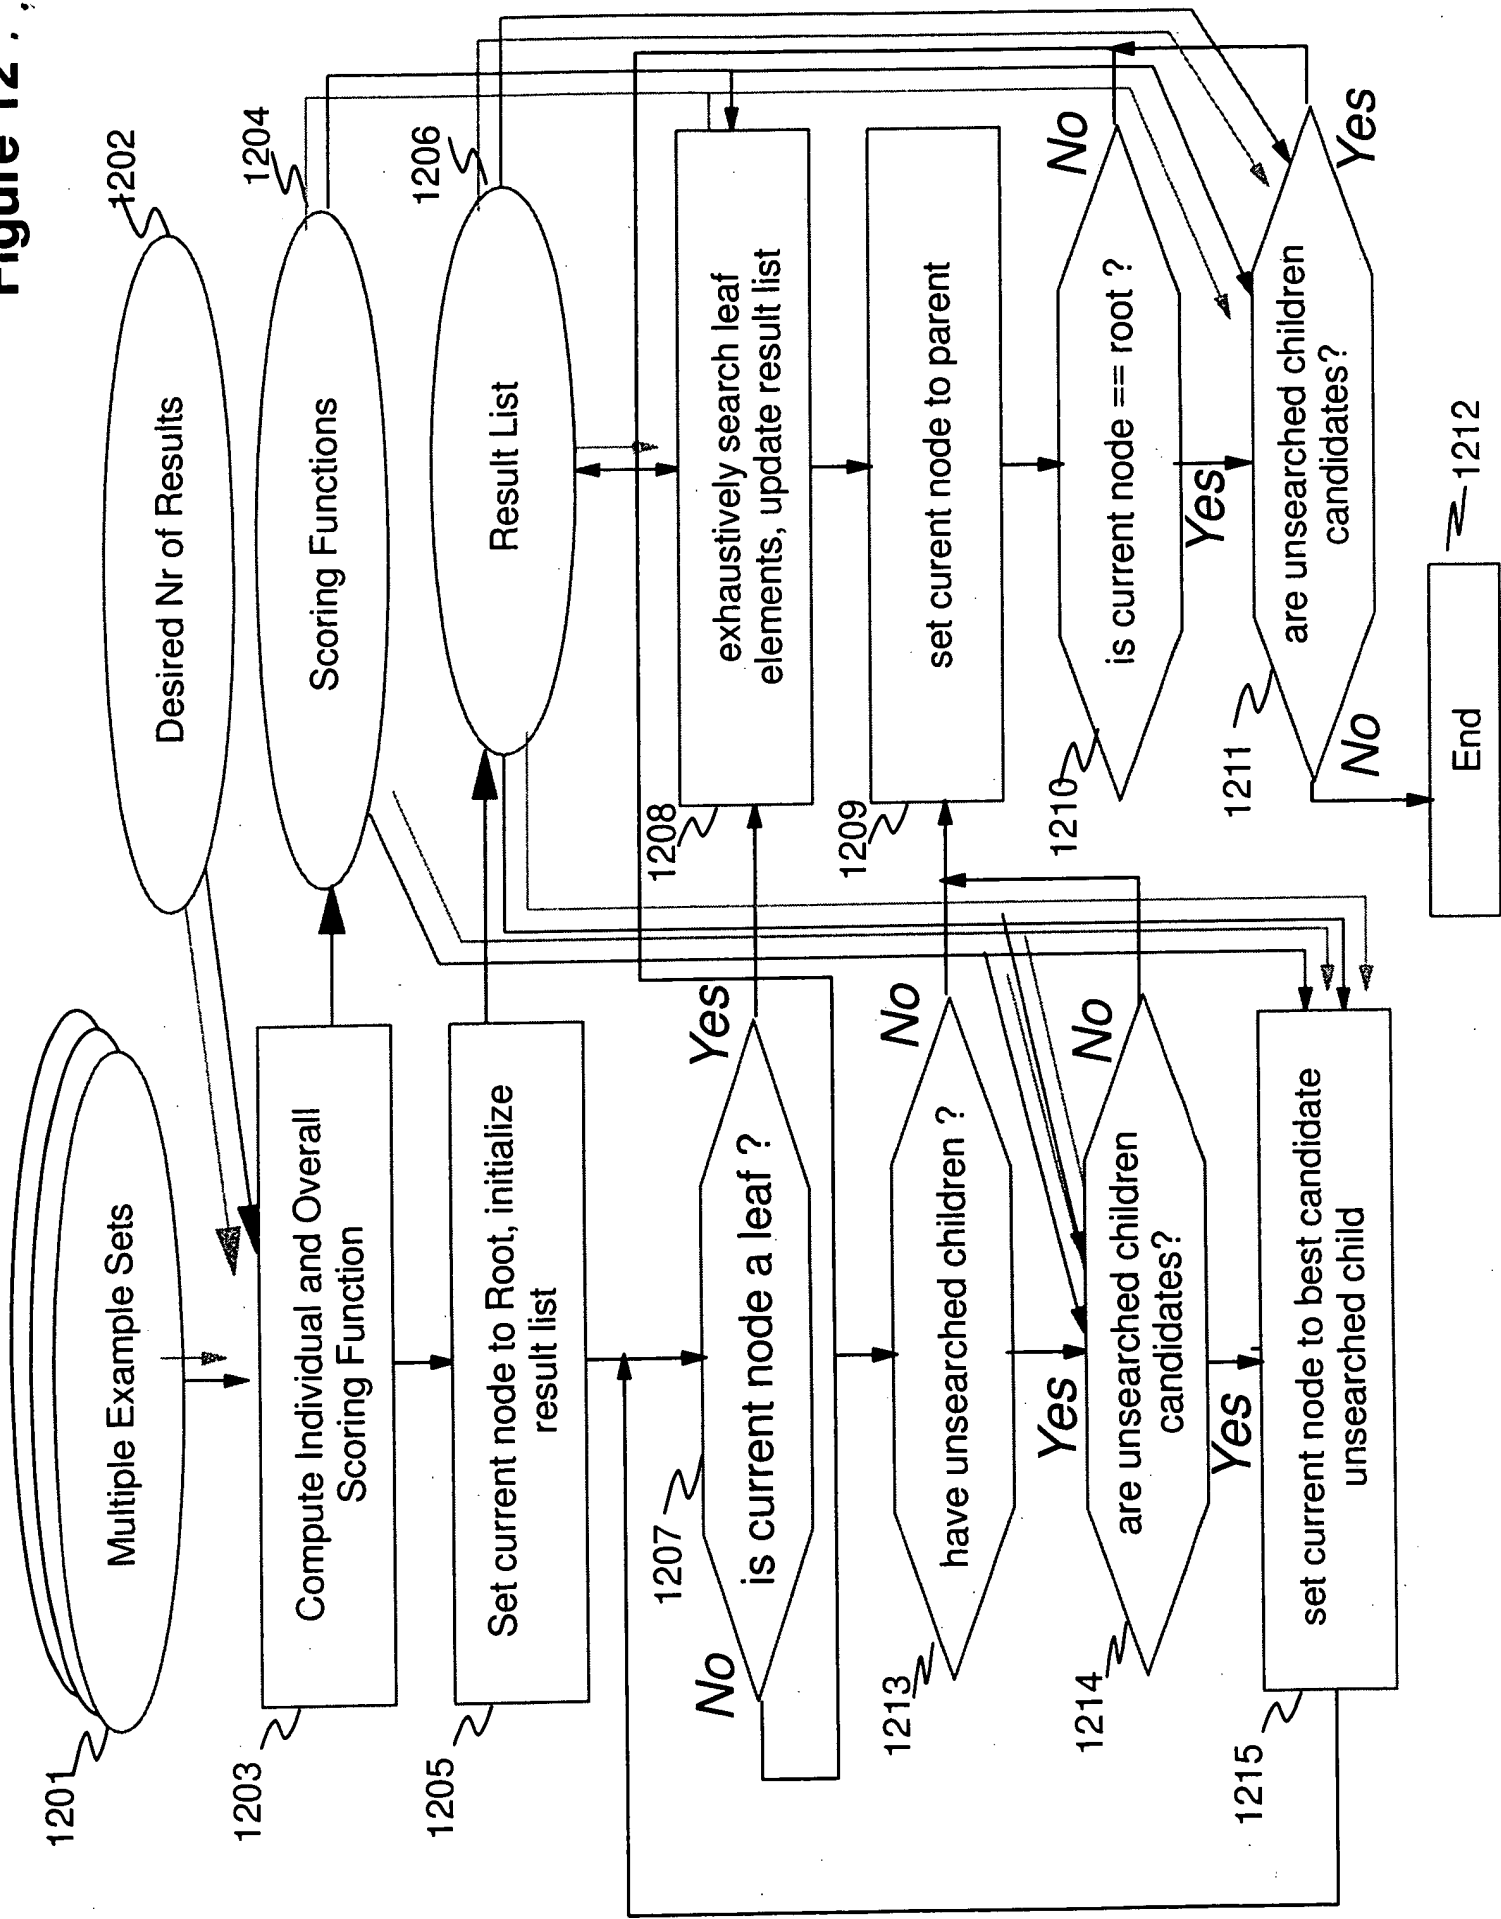 Figure 12
1201
Multiple Example Sets
1202
Desired Nr of Results
1203
Compute Individual and Overall
Scoring Function
1204
Scoring Functions
1205
Set current node to Root, initialize
result list
1206
Result List
1207
is current node a leaf ?
No
Yes
1208
exhaustively search leaf
elements, update result list
1213
have unsearched children ?
No
Yes
1209
set curent node to parent
1214
are unsearched children
candidates?
No
Yes
1210
is current node == root ?
No
Yes
1215
set current node to best candidate
unsearched child
1211
are unsearched children
candidates?
No
Yes
End
1212